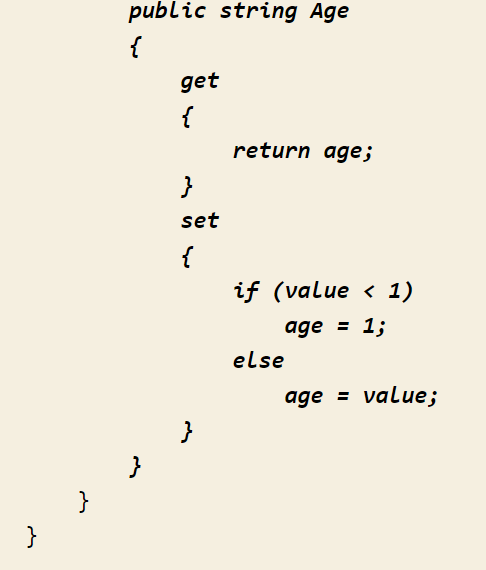 public string Age
{
get
{
return age;
}
set
{
if (value < 1)
age = 1;
else
age = value;
}
}
}
}